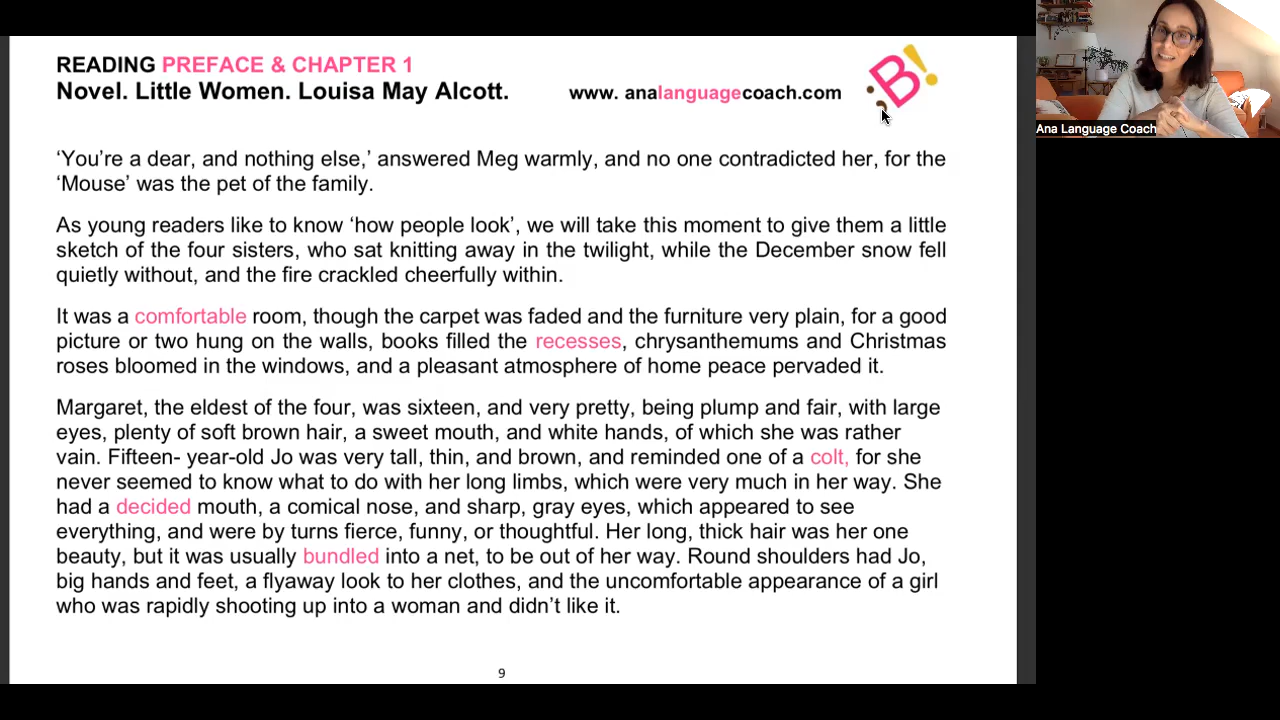 READING PREFACE & CHAPTER 1
Novel. Little Women. Louisa May Alcott.
www. analanguagecoach.com
B!
Ana Language Coach
‘You’re a dear, and nothing else,’ answered Meg warmly, and no one contradicted her, for the
‘Mouse’ was the pet of the family.
As young readers like to know ‘how people look’, we will take this moment to give them a little
sketch of the four sisters, who sat knitting away in the twilight, while the December snow fell
quietly without, and the fire crackled cheerfully within.
It was a comfortable room, though the carpet was faded and the furniture very plain, for a good
picture or two hung on the walls, books filled the recesses, chrysanthemums and Christmas
roses bloomed in the windows, and a pleasant atmosphere of home peace pervaded it.
Margaret, the eldest of the four, was sixteen, and very pretty, being plump and fair, with large
eyes, plenty of soft brown hair, a sweet mouth, and white hands, of which she was rather
vain. Fifteen- year-old Jo was very tall, thin, and brown, and reminded one of a colt, for she
never seemed to know what to do with her long limbs, which were very much in her way. She
had a decided mouth, a comical nose, and sharp, gray eyes, which appeared to see
everything, and were by turns fierce, funny, or thoughtful. Her long, thick hair was her one
beauty, but it was usually bundled into a net, to be out of her way. Round shoulders had Jo,
big hands and feet, a flyaway look to her clothes, and the uncomfortable appearance of a girl
who was rapidly shooting up into a woman and didn’t like it.
9